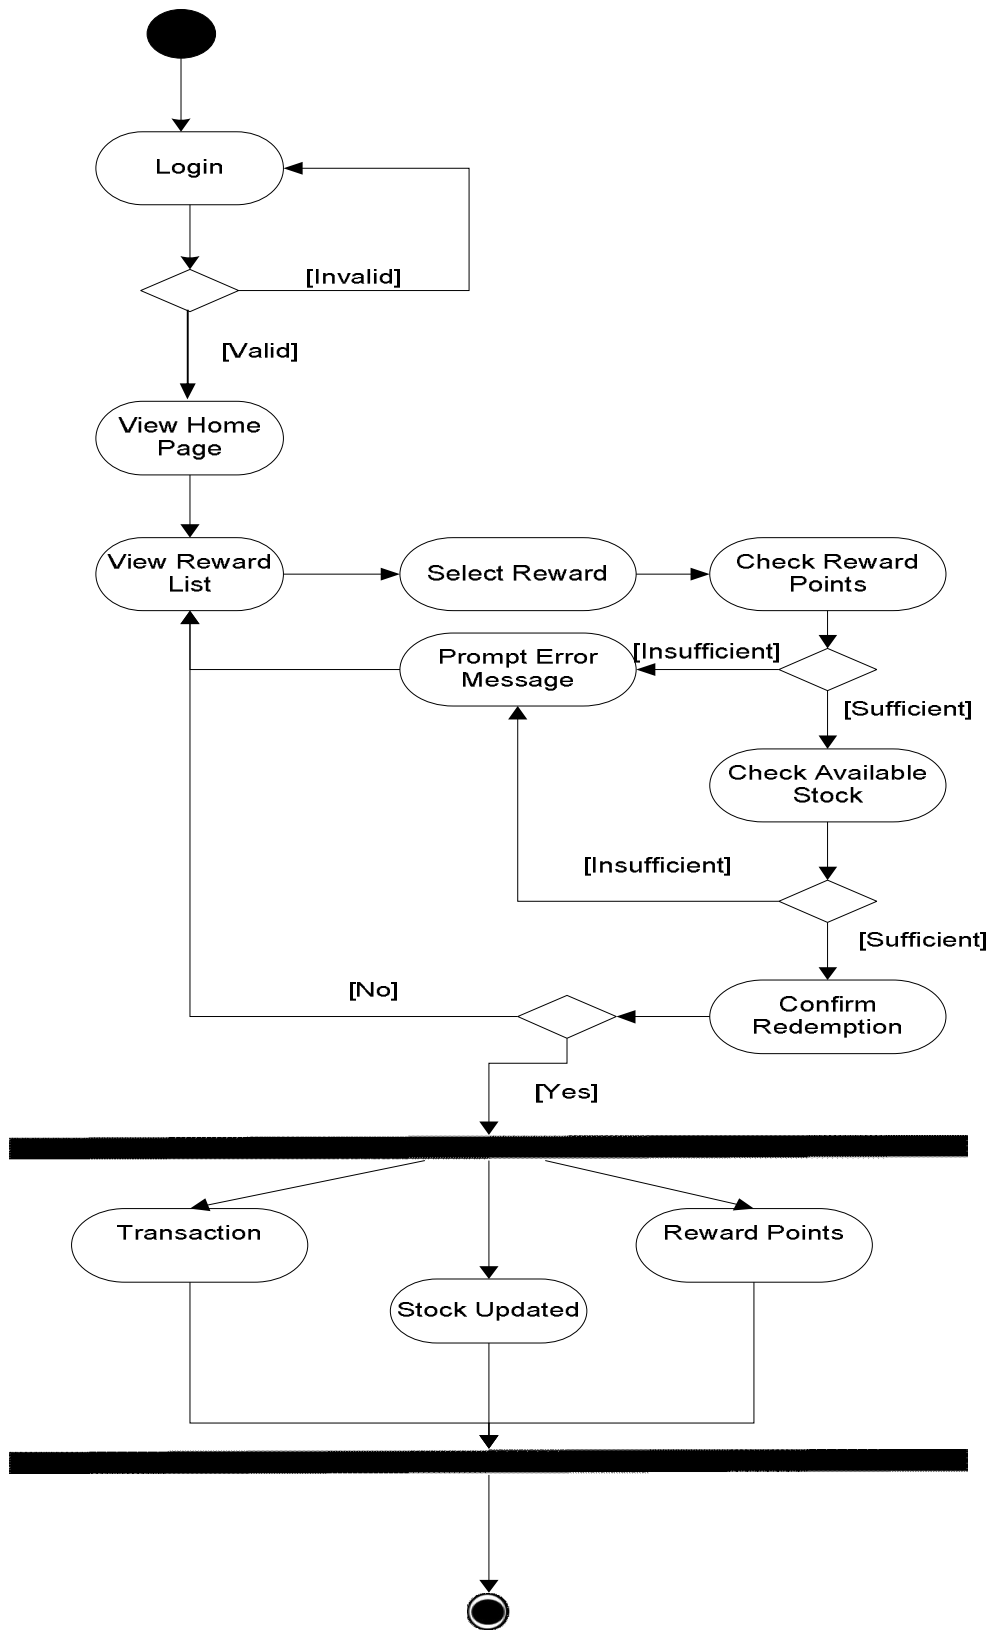 Login
[Invalid]
[Valid]
View Home
Page
View Reward
List
Select Reward
Check Reward
Points
Prompt Error
Message
[Insufficient]
[Sufficient]
Check Available
Stock
[Insufficient]
[Sufficient]
Confirm
Redemption
[No]
[Yes]
Transaction
Stock Updated
Reward Points